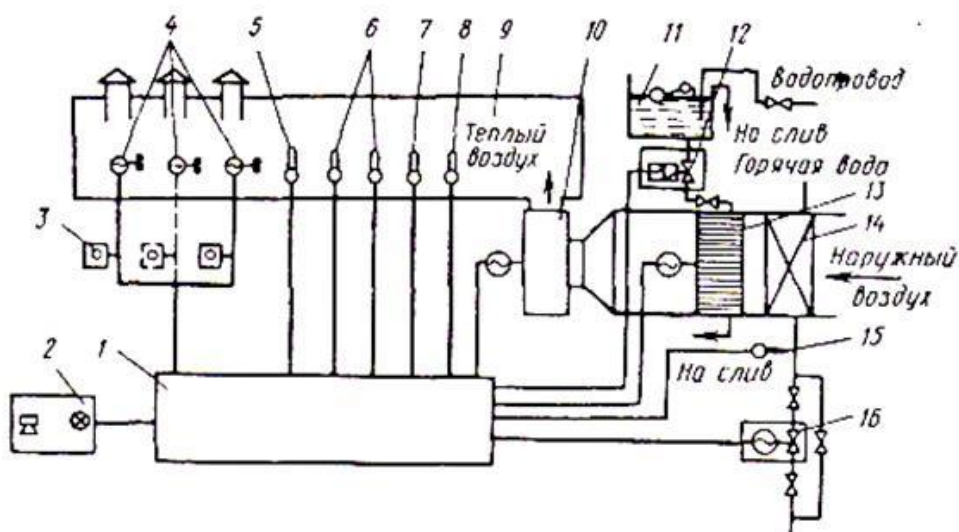 4 5 6 7 8 9 10 11 12
Водопровод
Теплый
воздух
На слив
Горячая вода
13
14
3
Наружный
воздух
15
На слив
2 1
16